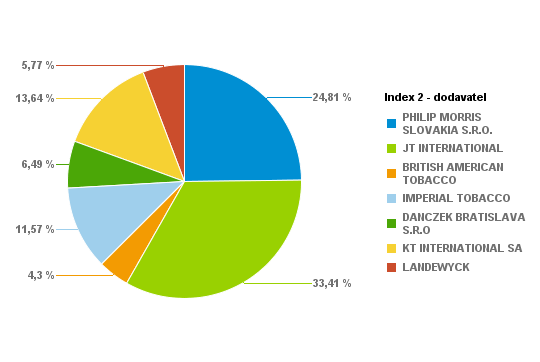 5,77 %
24,81 %
13,64 %
6,49 %
11,57 %
4,3 %
33,41 %
Index 2 - dodavatel
PHILIP MORRIS
SLOVAKIA S.R.O.
JT INTERNATIONAL
BRITISH AMERICAN
TOBACCO
IMPERIAL TOBACCO
DANCZEK BRATISLAVA
S.R.O
KT INTERNATIONAL SA
LANDEWYCK